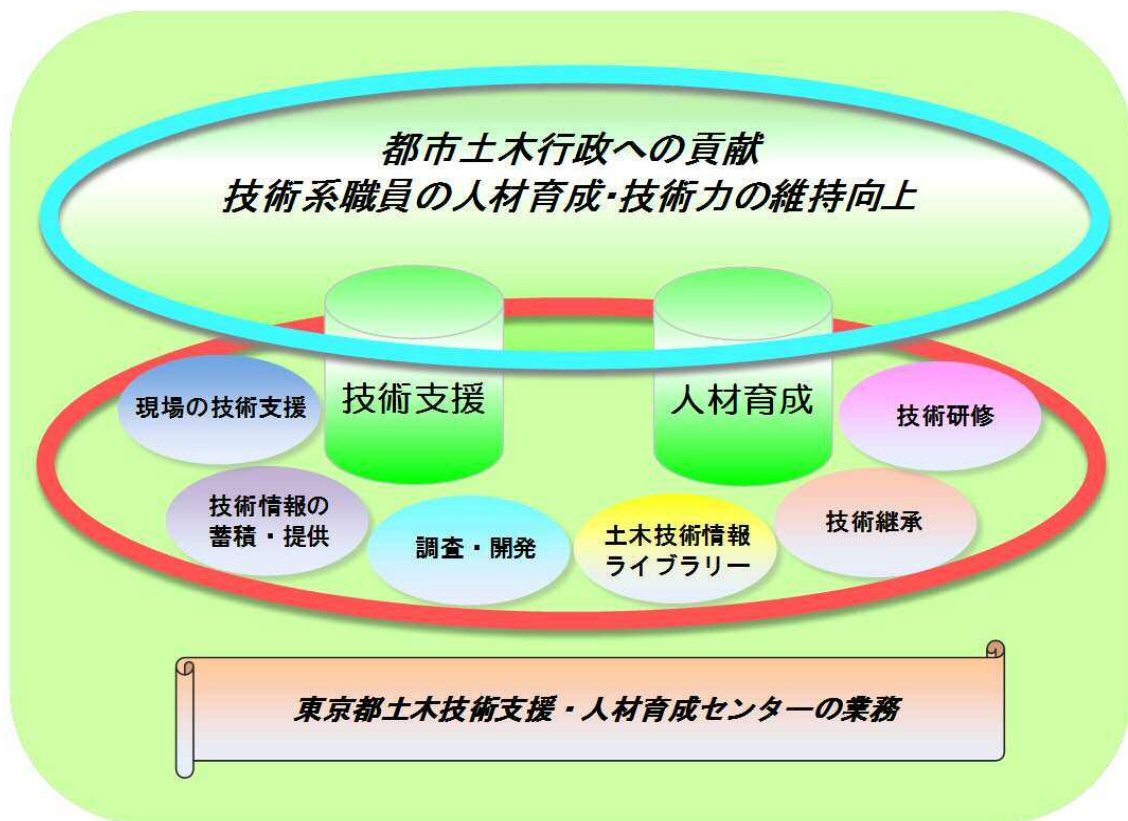 都市土木行政への貢献
技術系職員の人材育成･技術力の維持向上
技術支援
人材育成
現場の技術支援
技術研修
技術情報の
蓄積・提供
調査・開発
土木技術情報
ライブラリー
技術継承
東京都土木技術支援・人材育成センターの業務